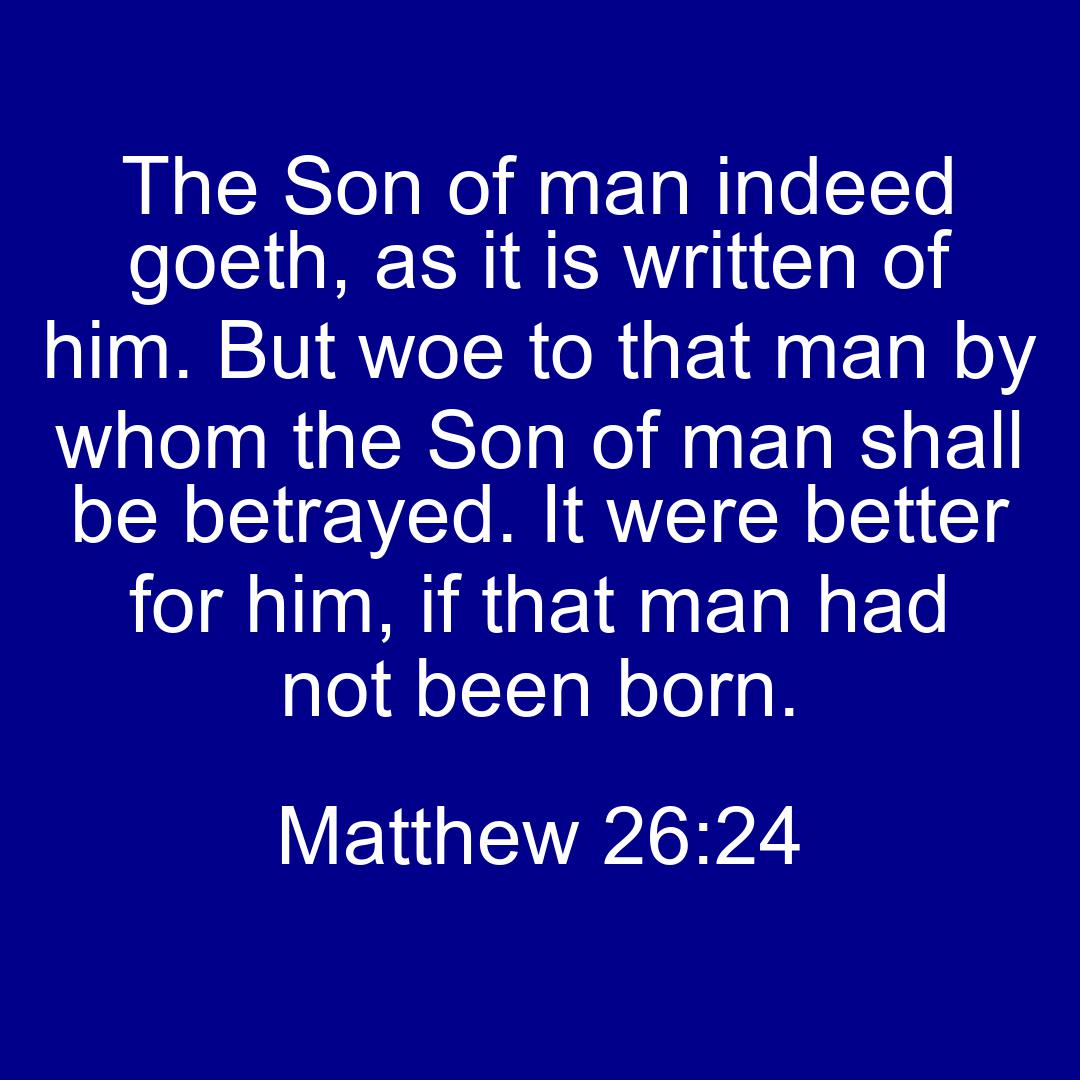 The Son of man indeed
goeth, as it is written of
him. But woe to that man by
whom the Son of man shall
be betrayed. It were better
for him, if that man had
not been born.
Matthew 26:24